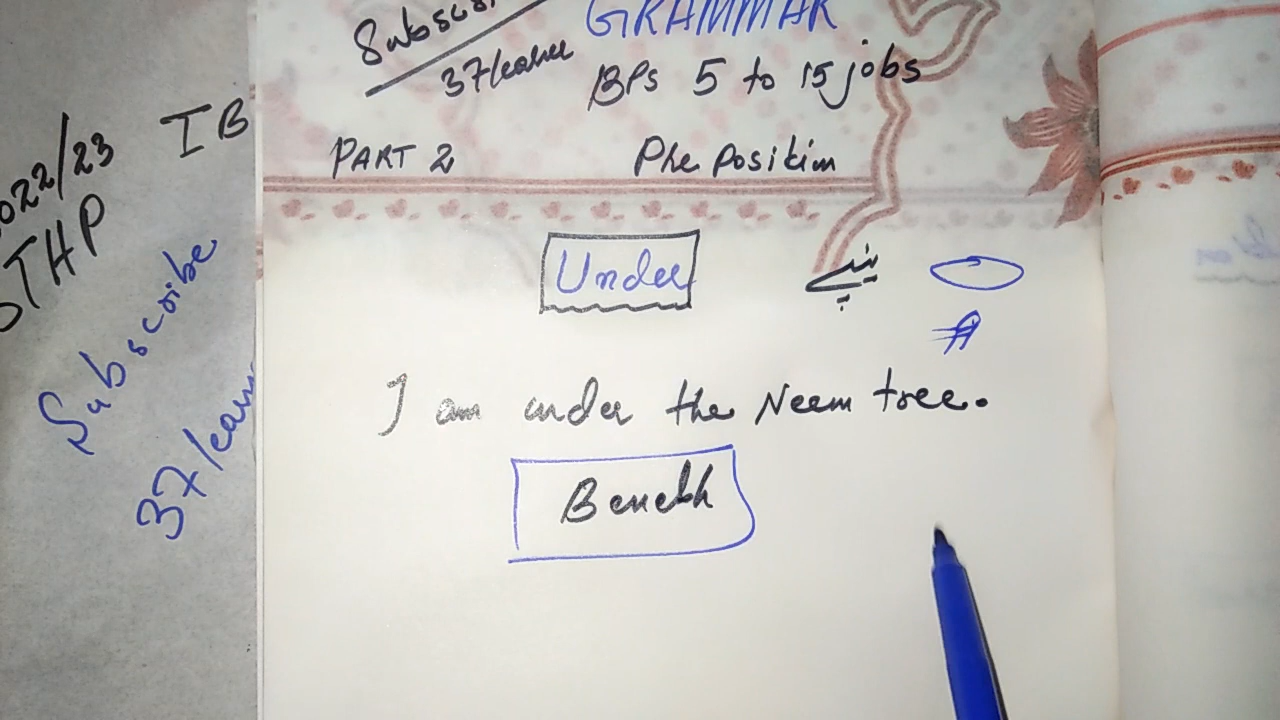 GRAMMAR
37learn
BPS 5 to 15 jobs
PART 2 Preposition
Under نیچے
I am under the Neem tree.
Beneth
2022/23
IB
STHP
Subscribe
37learn